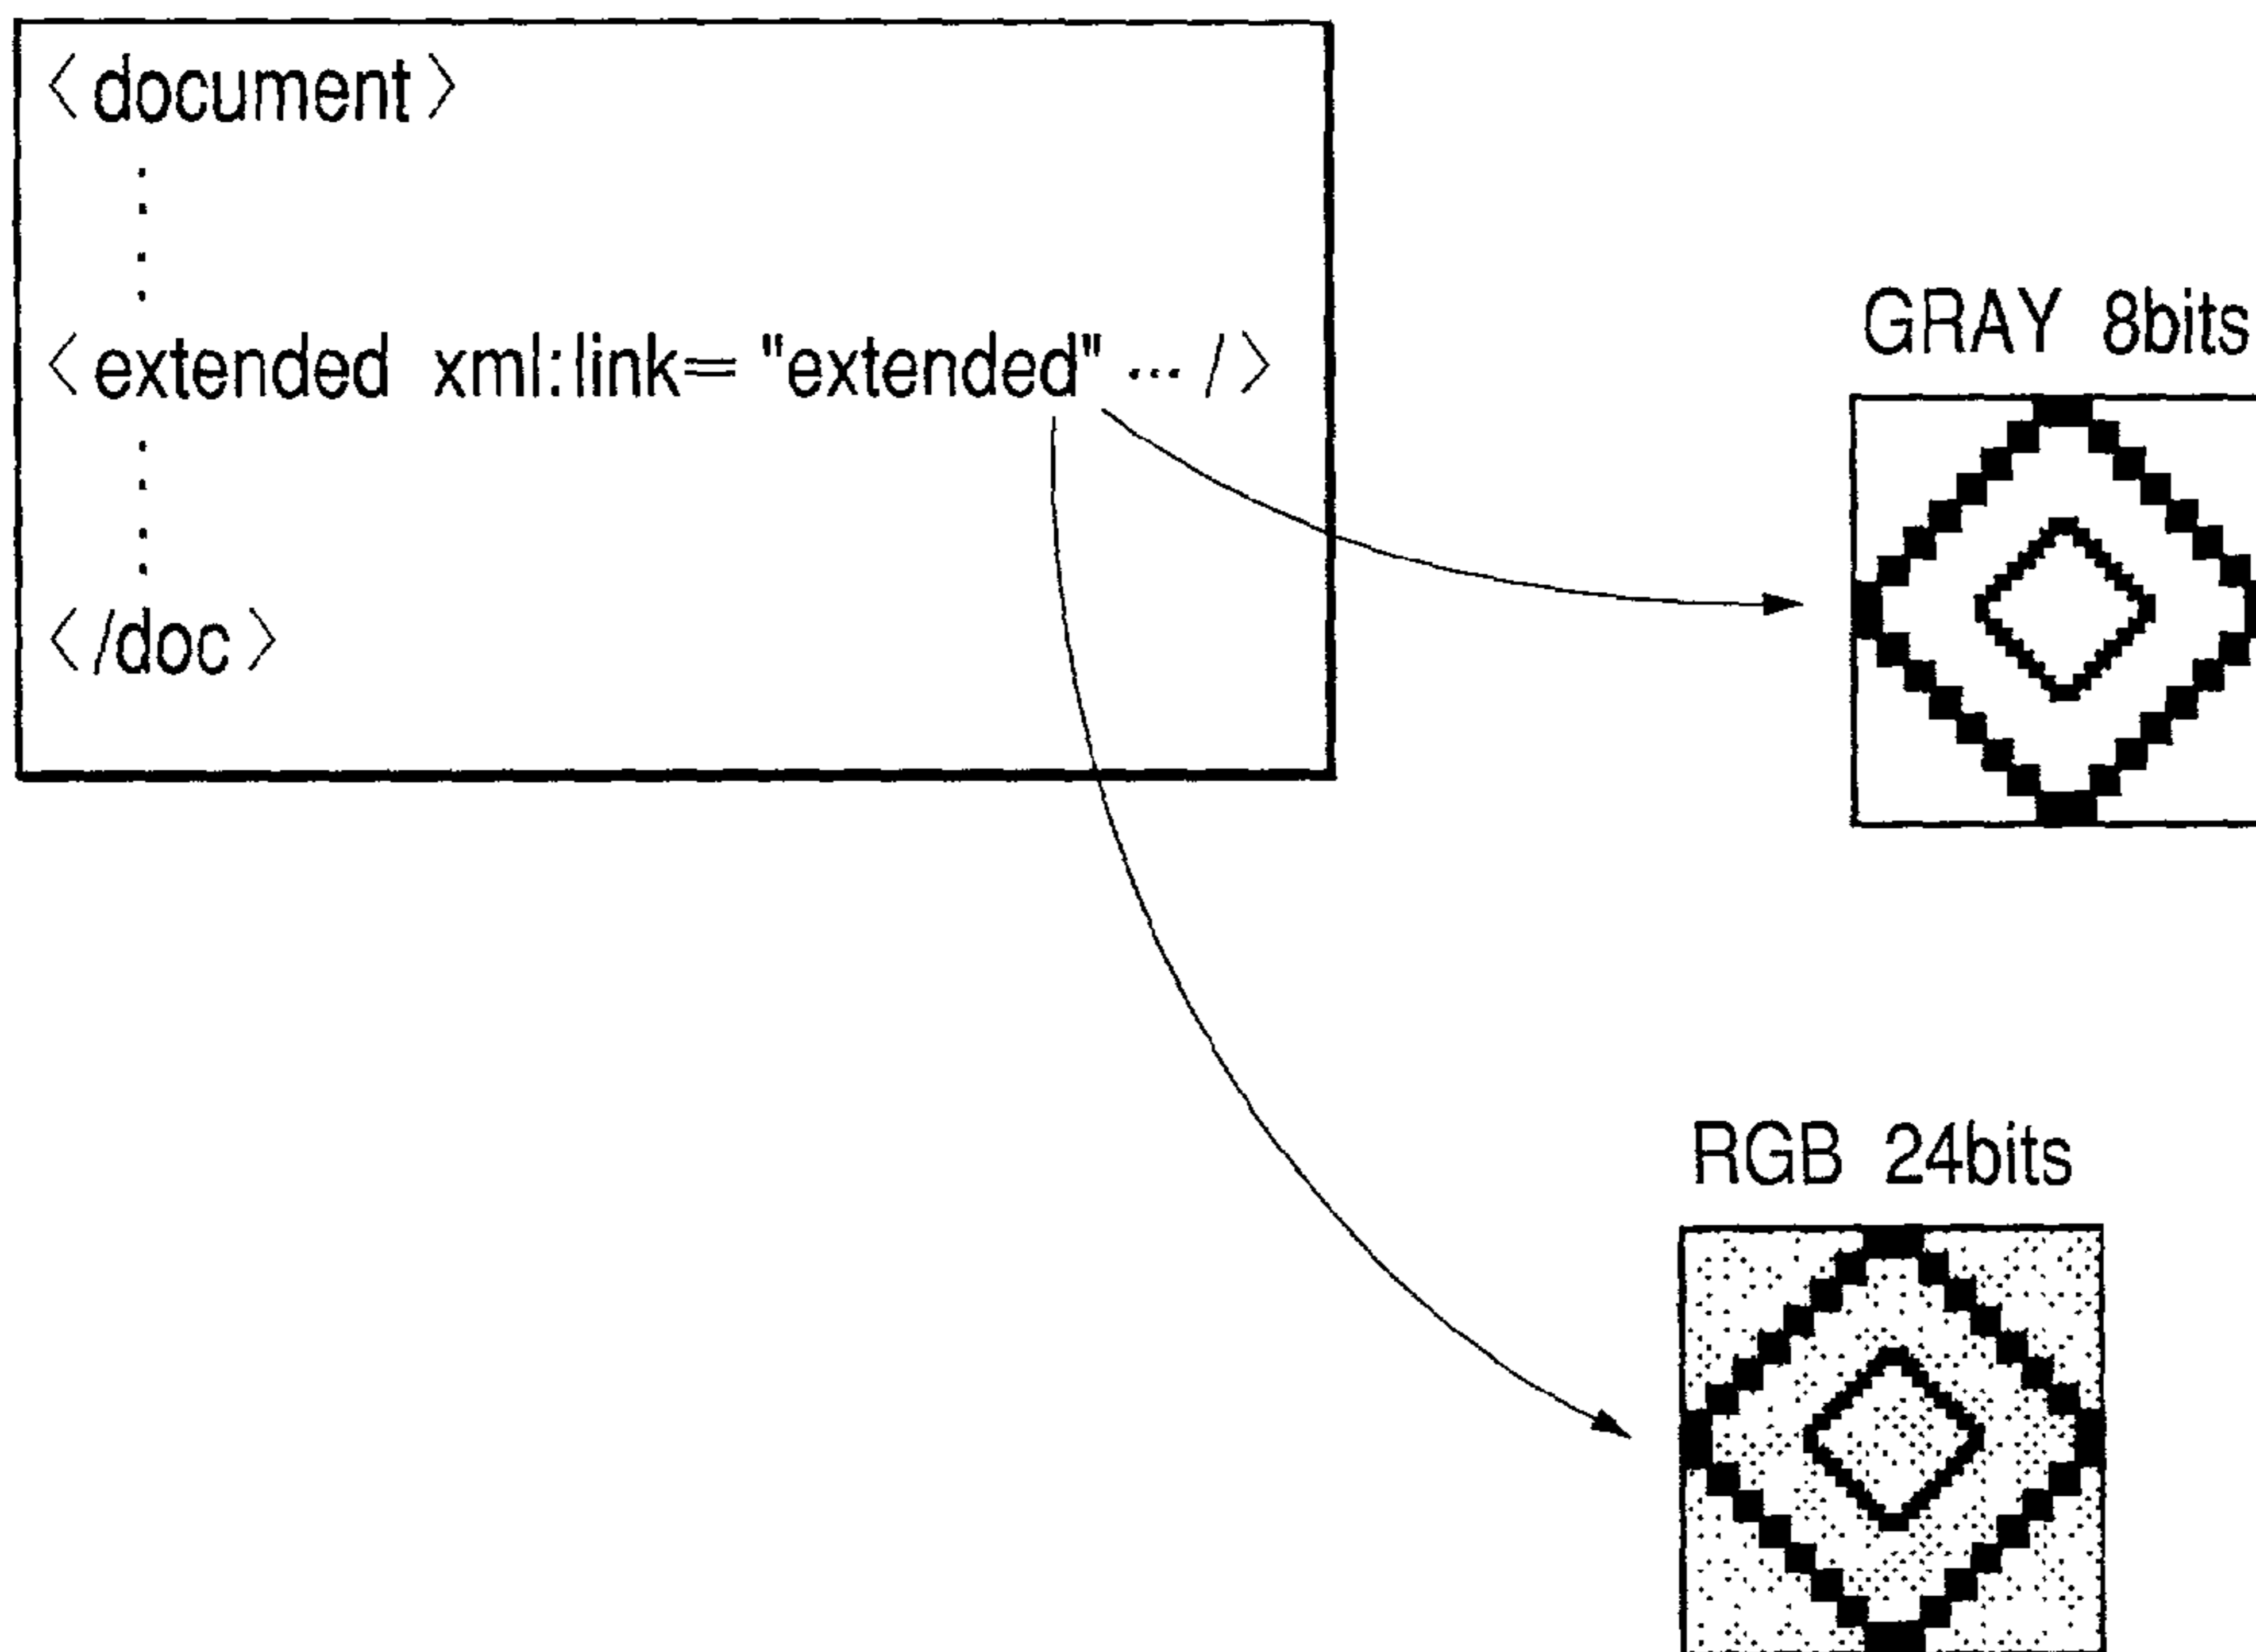 <document>
<extended xml:link="extended" ... />
</doc>
GRAY 8bits
RGB 24bits